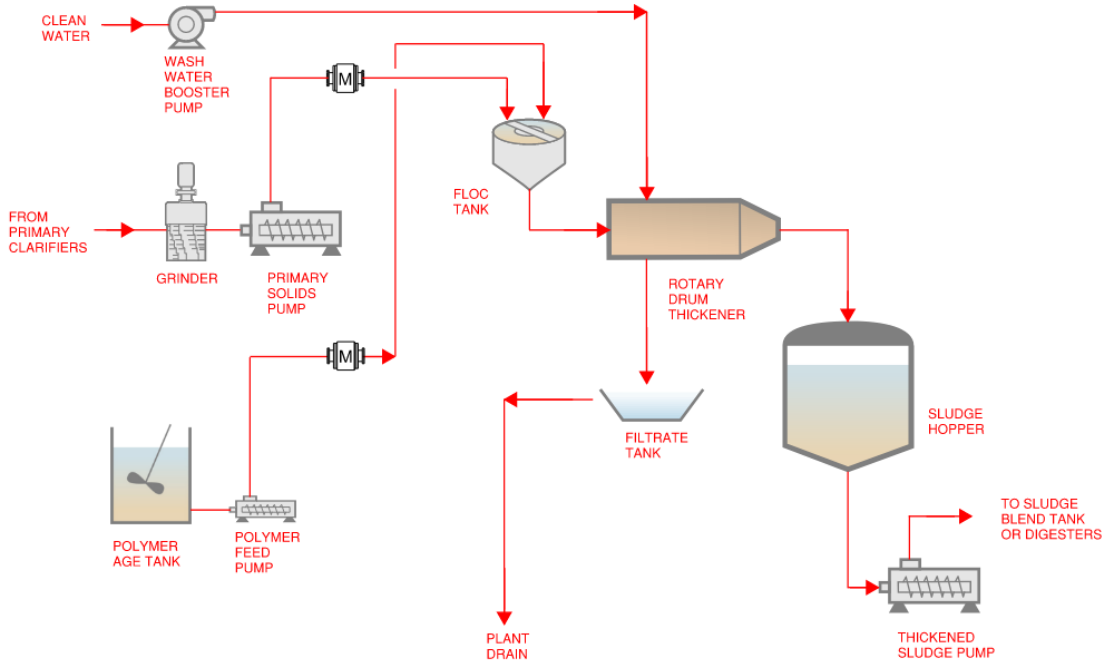 CLEAN
WATER
WASH
WATER
BOOSTER
PUMP
M
FLOC
TANK
FROM
PRIMARY
CLARIFIERS
GRINDER
PRIMARY
SOLIDS
PUMP
ROTARY
DRUM
THICKENER
M
SLUDGE
HOPPER
FILTRATE
TANK
POLYMER
AGE TANK
POLYMER
FEED
PUMP
TO SLUDGE
BLEND TANK
OR DIGESTERS
PLANT
DRAIN
THICKENED
SLUDGE PUMP